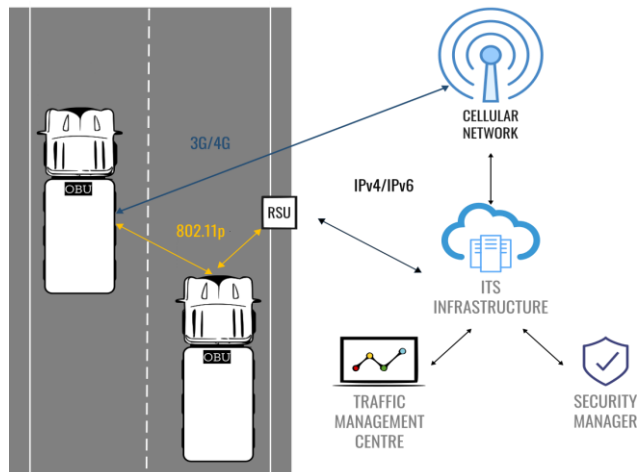 CELLULAR
NETWORK
3G/4G
OBU
IPv4/IPv6
RSU
802.11p
ITS
INFRASTRUCTURE
OBU
TRAFFIC
MANAGEMENT
CENTRE
SECURITY
MANAGER